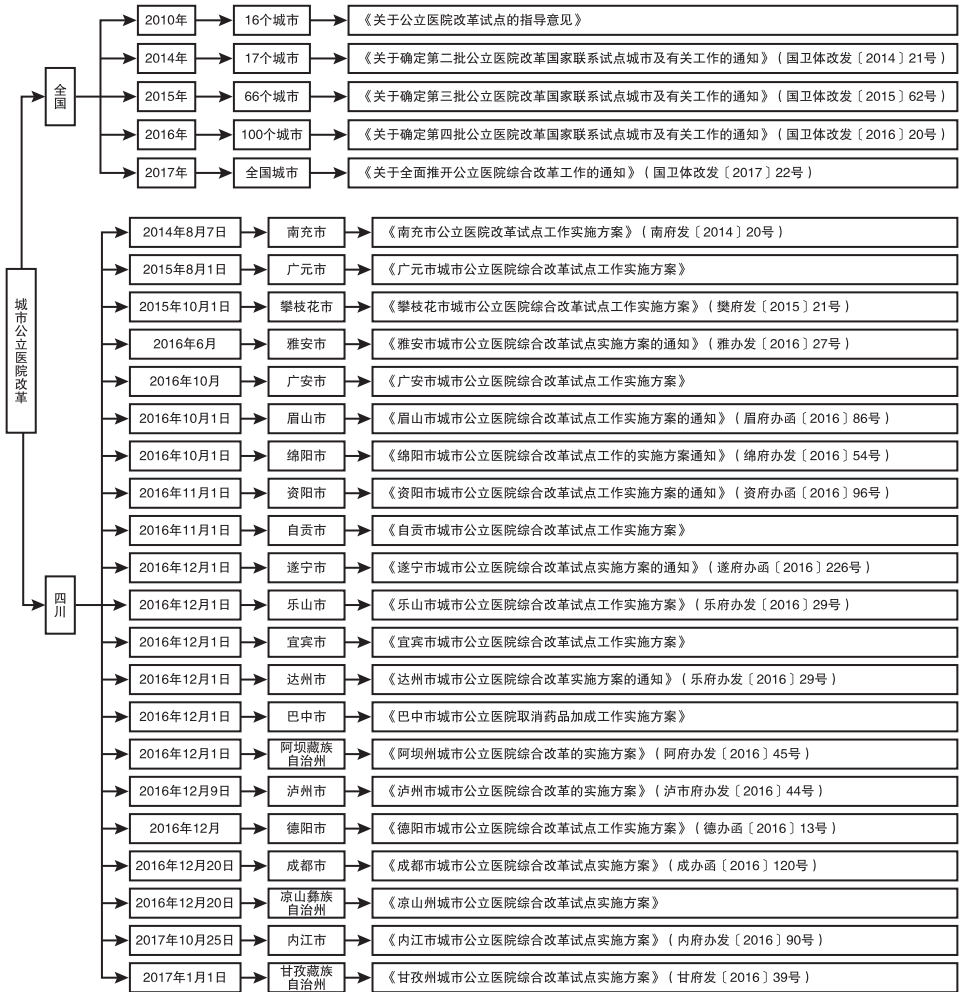 城市公立医院改革
全国
2010年 16个城市 《关于公立医院改革试点的指导意见》
2014年 17个城市 《关于确定第二批公立医院改革国家联系试点城市及有关工作的通知》（国卫体改发〔2014〕21号）
2015年 66个城市 《关于确定第三批公立医院改革国家联系试点城市及有关工作的通知》（国卫体改发〔2015〕62号）
2016年 100个城市 《关于确定第四批公立医院改革国家联系试点城市及有关工作的通知》（国卫体改发〔2016〕20号）
2017年 全国城市 《关于全面推开公立医院综合改革工作的通知》（国卫体改发〔2017〕22号）
四川
2014年8月7日 南充市 《南充市公立医院改革试点工作实施方案》（南府发〔2014〕20号）
2015年8月1日 广元市 《广元市城市公立医院综合改革试点工作实施方案》
2015年10月1日 攀枝花市 《攀枝花市城市公立医院综合改革试点工作实施方案》（樊府发〔2015〕21号）
2016年6月 雅安市 《雅安市城市公立医院综合改革试点实施方案的通知》（雅办发〔2016〕27号）
2016年10月 广安市 《广安市城市公立医院综合改革试点工作实施方案》
2016年10月1日 眉山市 《眉山市城市公立医院综合改革试点工作实施方案的通知》（眉府办函〔2016〕86号）
2016年10月1日 绵阳市 《绵阳市城市公立医院综合改革试点工作的实施方案通知》（绵府办发〔2016〕54号）
2016年11月1日 资阳市 《资阳市城市公立医院综合改革试点工作实施方案的通知》（资府办函〔2016〕96号）
2016年11月1日 自贡市 《自贡市城市公立医院综合改革试点工作实施方案》
2016年12月1日 遂宁市 《遂宁市城市公立医院综合改革试点实施方案的通知》（遂府办函〔2016〕226号）
2016年12月1日 乐山市 《乐山市城市公立医院综合改革试点工作实施方案》（乐府办发〔2016〕29号）
2016年12月1日 宜宾市 《宜宾市城市公立医院综合改革试点工作实施方案》
2016年12月1日 达州市 《达州市城市公立医院综合改革实施方案的通知》（乐府办发〔2016〕29号）
2016年12月1日 巴中市 《巴中市城市公立医院取消药品加成工作实施方案》
2016年12月1日 阿坝藏族
自治州 《阿坝州城市公立医院综合改革的实施方案》（阿府办发〔2016〕45号）
2016年12月9日 泸州市 《泸州市城市公立医院综合改革的实施方案》（泸市府办发〔2016〕44号）
2016年12月 德阳市 《德阳市城市公立医院综合改革试点工作实施方案》（德办函〔2016〕13号）
2016年12月20日 成都市 《成都市城市公立医院综合改革试点实施方案》（成办函〔2016〕120号）
2016年12月20日 凉山彝族
自治州 《凉山州城市公立医院综合改革试点实施方案》
2017年10月25日 内江市 《内江市城市公立医院综合改革试点实施方案》（内府办发〔2016〕90号）
2017年1月1日 甘孜藏族
自治州 《甘孜州城市公立医院综合改革试点实施方案》（甘府发〔2016〕39号）